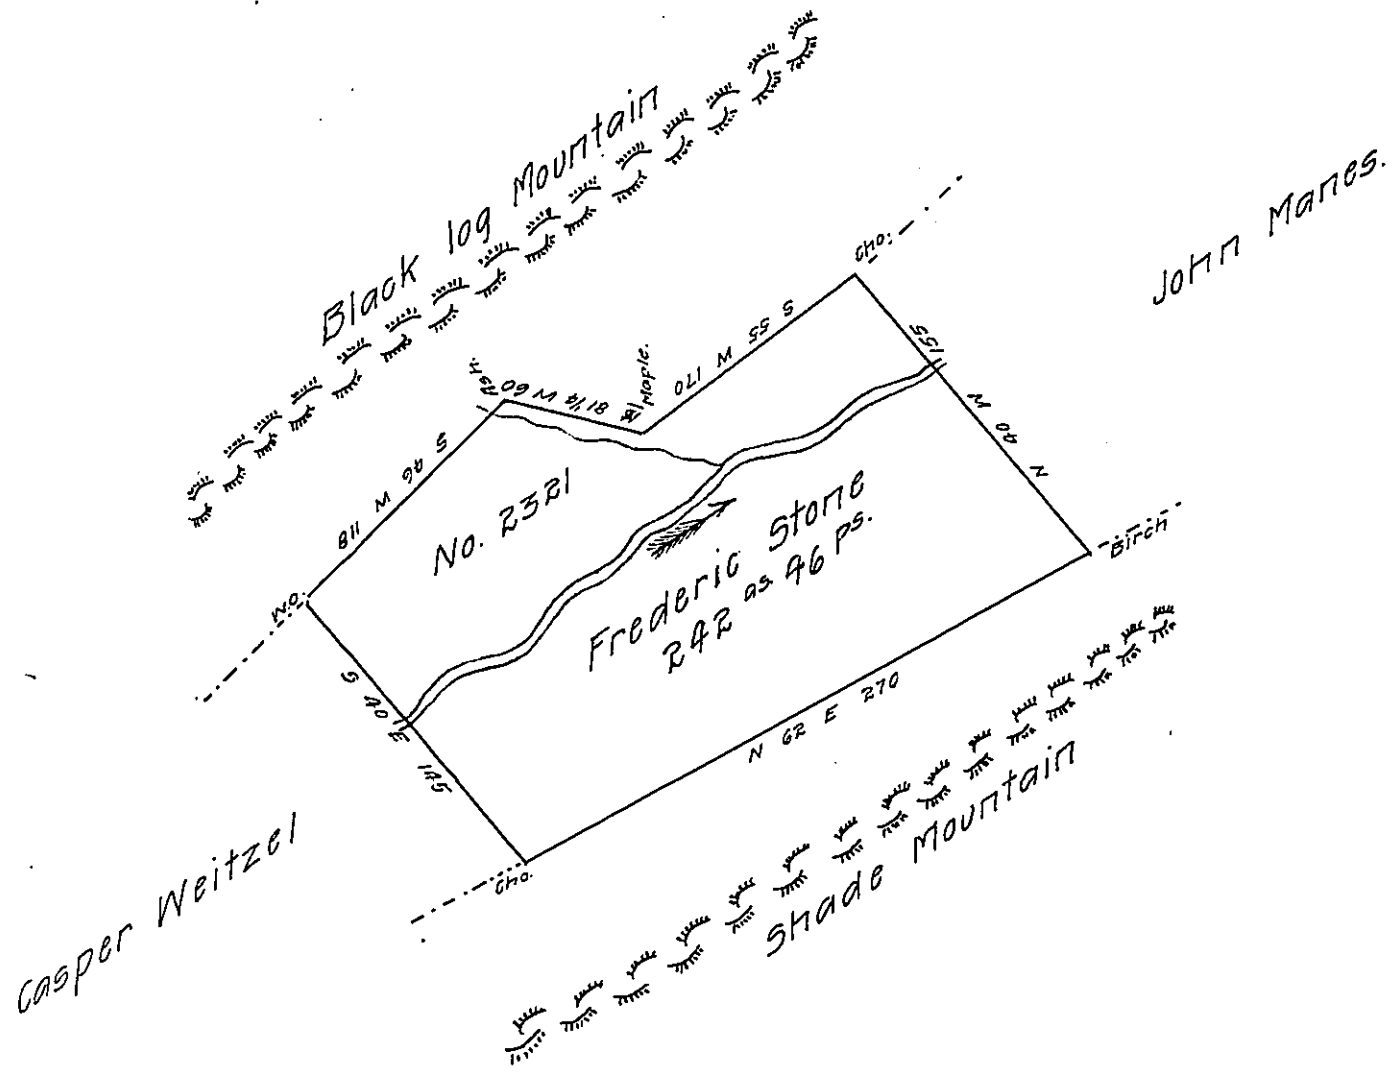 Black log Mountain
John Manes.
Cho:
S 55 W 170
155
N 40 W
Maple.
Ash.
81¼ W 60
S 46 W 118
W.O.
No. 2321
Frederic Stone
242 as 46 ps.
Birch
S 40 E 145
N 62 E 270
Cho.
Casper Weitzel
Shade Mountain